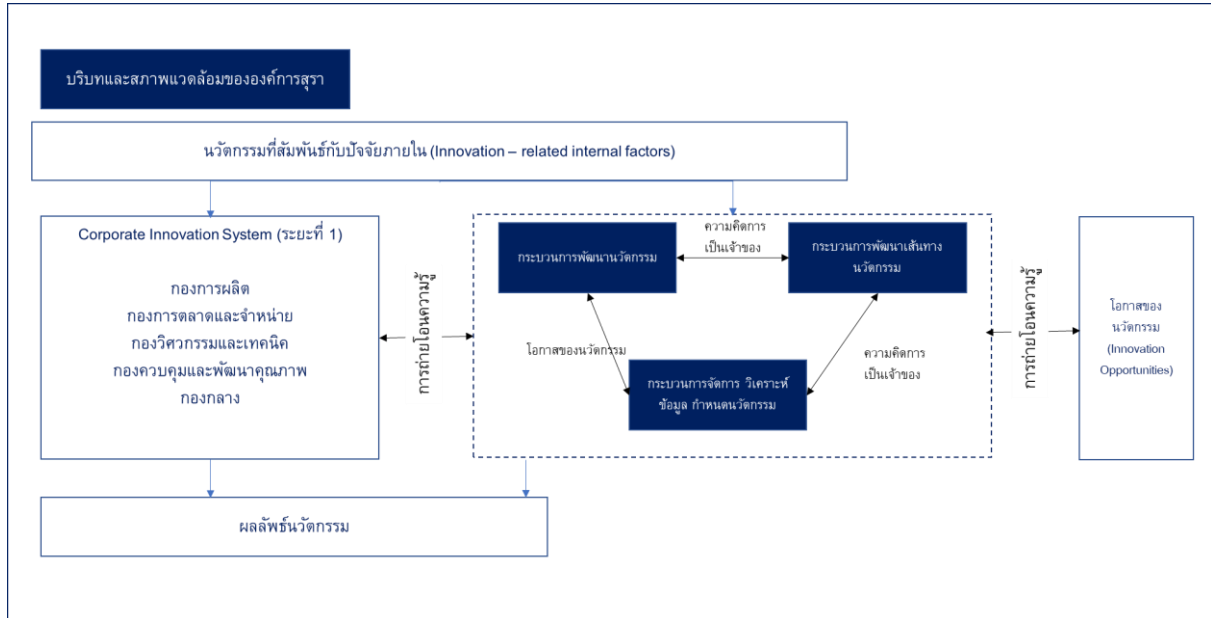 บริบทและสภาพแวดล้อมขององค์การสุรา
นวัตกรรมที่สัมพันธ์กับปัจจัยภายใน (Innovation – related internal factors)
Corporate Innovation System (ระยะที่ 1)
กองการผลิต
กองการตลาดและจำหน่าย
กองวิศวกรรมและเทคนิค
กองควบคุมและพัฒนาคุณภาพ
กองกลาง
การถ่ายโอนความรู้
กระบวนการพัฒนานวัตกรรม
ความคิดการ
เป็นเจ้าของ
กระบวนการพัฒนาเส้นทาง
นวัตกรรม
โอกาสของนวัตกรรม
ความคิดการ
เป็นเจ้าของ
กระบวนการจัดการ วิเคราะห์
ข้อมูล กำหนดนวัตกรรม
การถ่ายโอนความรู้
โอกาสของ
นวัตกรรม
(Innovation
Opportunities)
ผลลัพธ์นวัตกรรม